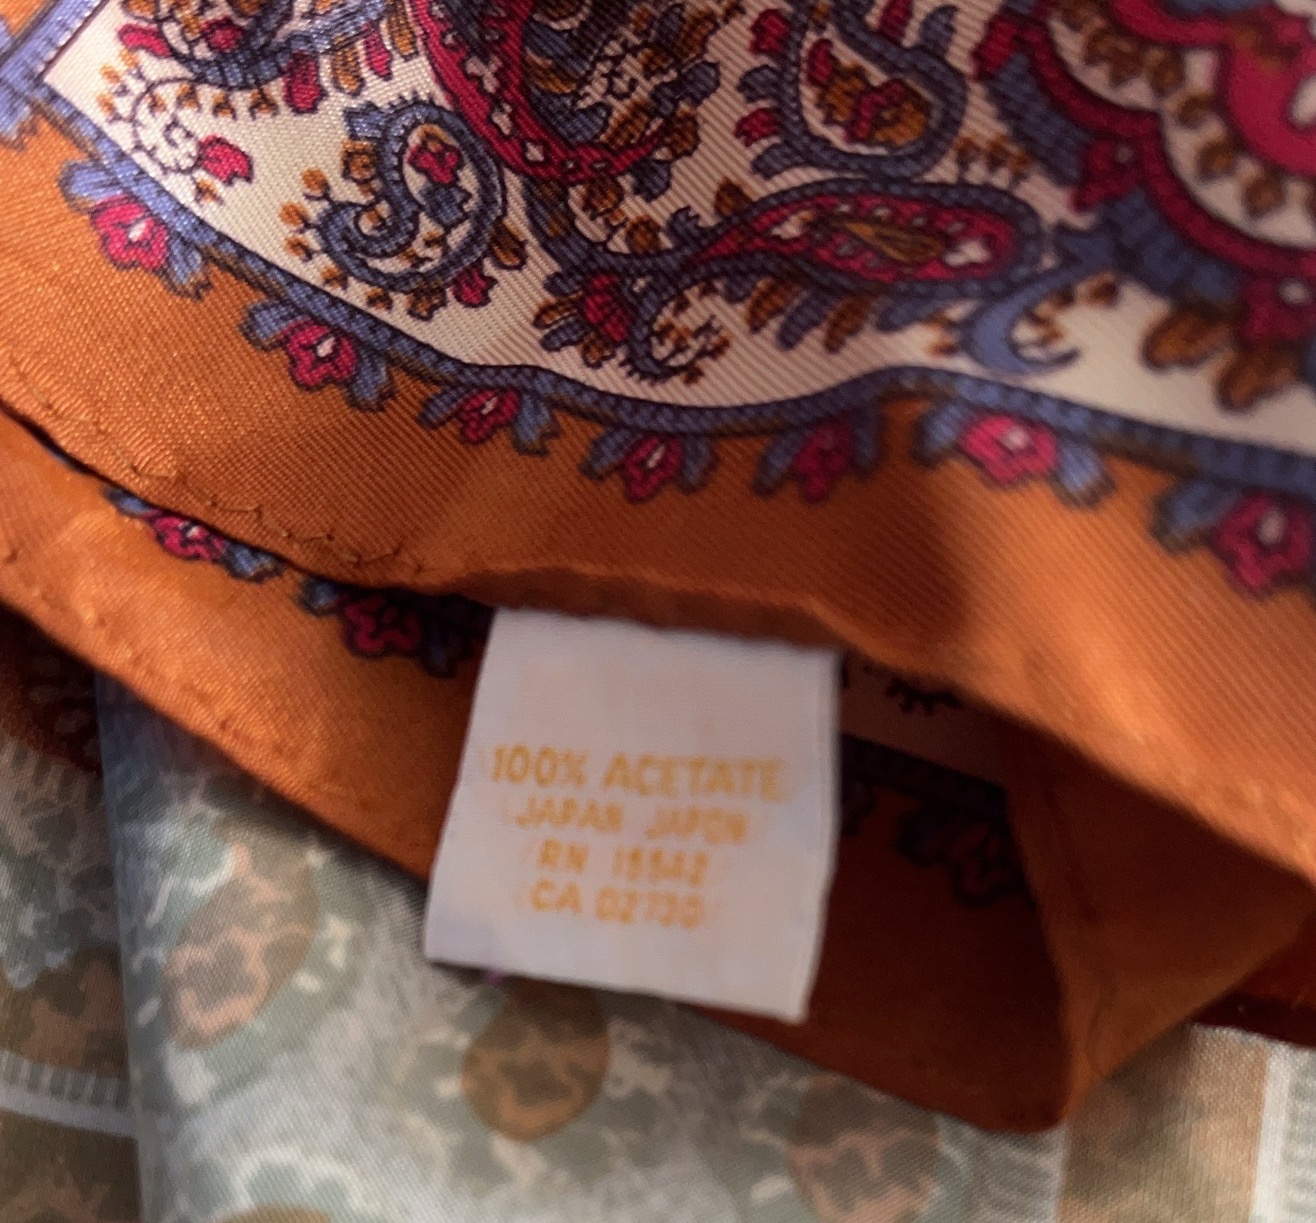 100% ACETATE
JAPAN JAPON
RN 15542
CA 02730